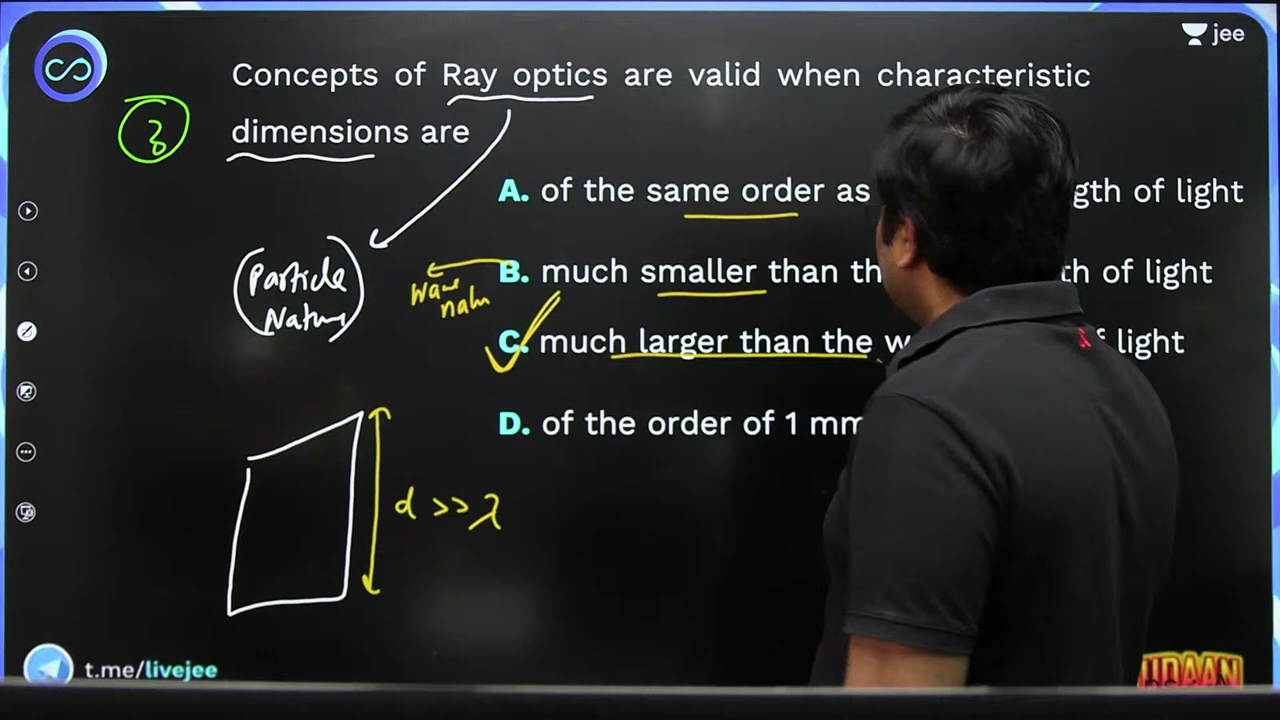 jee
Concepts of Ray optics are valid when characteristic
dimensions are
3
A. of the same order as gth of light
Particle
Nature
B. much smaller than th th of light
wave
natu
C. much larger than the w f light
D. of the order of 1 mm
d >> λ
t.me/livejee
UDAAN